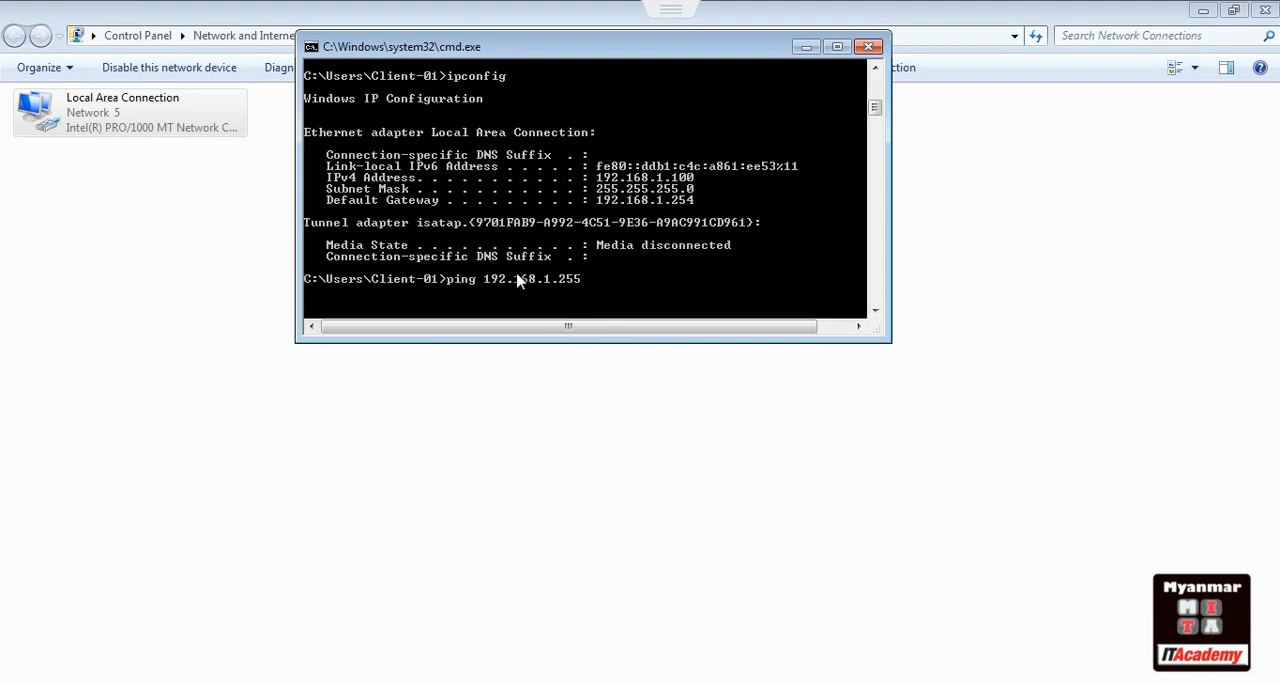 Control Panel
Network and Interne
Search Network Connections
Organize
Disable this network device
Diagn
ection
Local Area Connection
Network 5
Intel(R) PRO/1000 MT Network C...
C:\Windows\system32\cmd.exe
C:\Users\Client-01>ipconfig
Windows IP Configuration
Ethernet adapter Local Area Connection:
Connection-specific DNS Suffix . :
Link-local IPv6 Address . . . . . : fe80::ddb1:c4c:a861:ee53%11
IPv4 Address. . . . . . . . . . . : 192.168.1.100
Subnet Mask . . . . . . . . . . . : 255.255.255.0
Default Gateway . . . . . . . . . : 192.168.1.254
Tunnel adapter isatap.{9701FAB9-A992-4C51-9E36-A9AC991CD961}:
Media State . . . . . . . . . . . : Media disconnected
Connection-specific DNS Suffix . :
C:\Users\Client-01>ping 192.168.1.255
Myanmar
M I
T A
ITAcademy